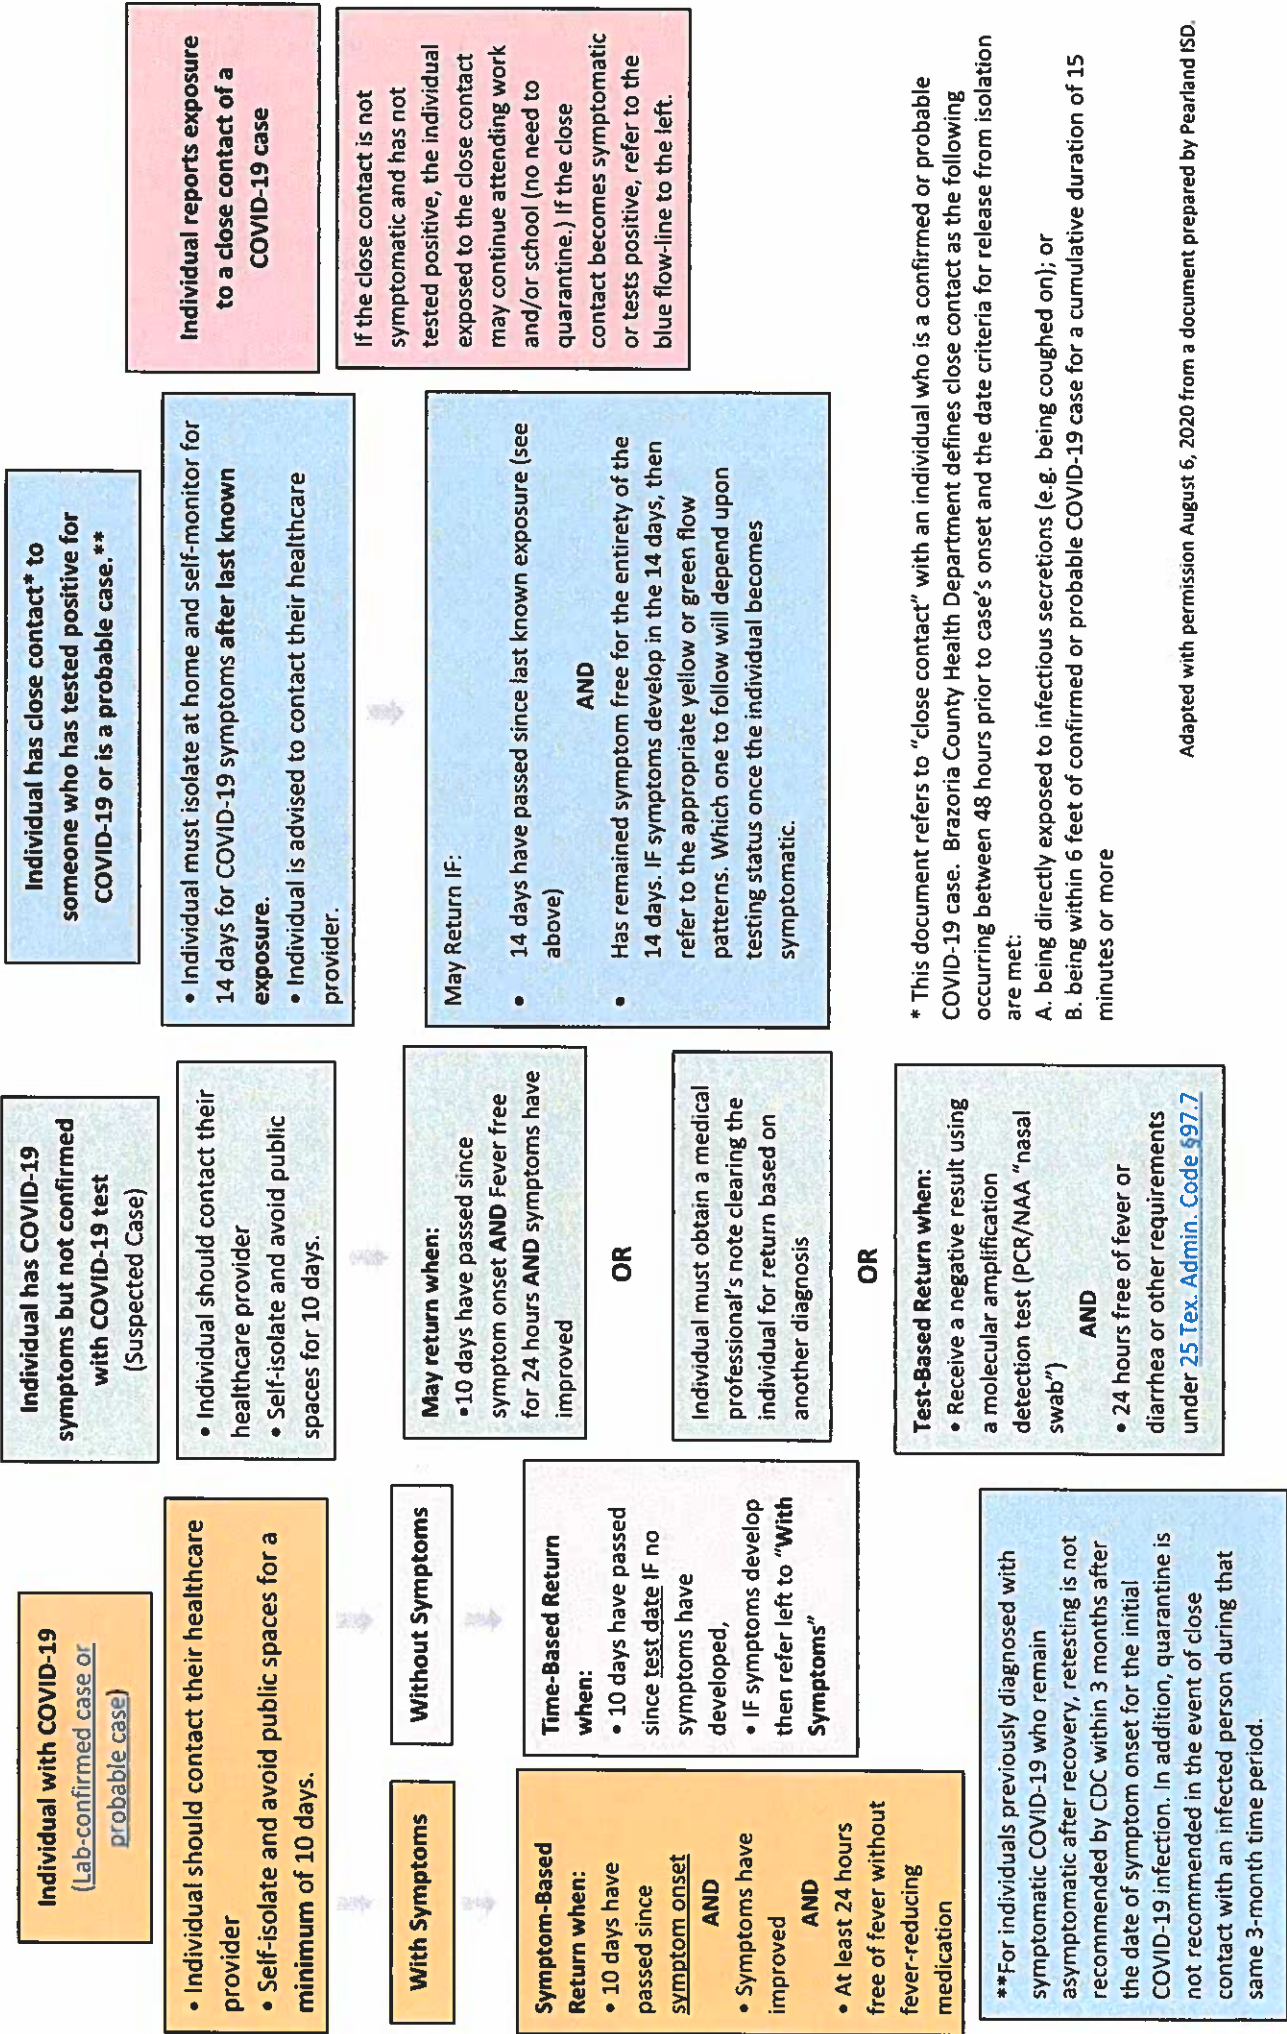 Individual with COVID-19
(Lab-confirmed case or
probable case)
• Individual should contact their healthcare
provider
• Self-isolate and avoid public spaces for a
minimum of 10 days.
With Symptoms
Symptom-Based
Return when:
• 10 days have
passed since
symptom onset
AND
• Symptoms have
improved
AND
• At least 24 hours
free of fever without
fever-reducing
medication
Without Symptoms
Time-Based Return
when:
• 10 days have passed
since test date IF no
symptoms have
developed,
• IF symptoms develop
then refer left to "With
Symptoms"
**For individuals previously diagnosed with
symptomatic COVID-19 who remain
asymptomatic after recovery, retesting is not
recommended by CDC within 3 months after
the date of symptom onset for the initial
COVID-19 infection. In addition, quarantine is
not recommended in the event of close
contact with an infected person during that
same 3-month time period.
Individual has COVID-19
symptoms but not confirmed
with COVID-19 test
(Suspected Case)
• Individual should contact their
healthcare provider
• Self-isolate and avoid public
spaces for 10 days.
May return when:
•10 days have passed since
symptom onset AND Fever free
for 24 hours AND symptoms have
improved
OR
Individual must obtain a medical
professional's note clearing the
individual for return based on
another diagnosis
OR
Test-Based Return when:
• Receive a negative result using
a molecular amplification
detection test (PCR/NAA "nasal
swab")
AND
• 24 hours free of fever or
diarrhea or other requirements
under 25 Tex. Admin. Code §97.7
Individual has close contact* to
someone who has tested positive for
COVID-19 or is a probable case.**
• Individual must isolate at home and self-monitor for
14 days for COVID-19 symptoms after last known
exposure.
• Individual is advised to contact their healthcare
provider.
May Return IF:
• 14 days have passed since last known exposure (see
above)
AND
• Has remained symptom free for the entirety of the
14 days. IF symptoms develop in the 14 days, then
refer to the appropriate yellow or green flow
patterns. Which one to follow will depend upon
testing status once the individual becomes
symptomatic.
Individual reports exposure
to a close contact of a
COVID-19 case
If the close contact is not
symptomatic and has not
tested positive, the individual
exposed to the close contact
may continue attending work
and/or school (no need to
quarantine.) If the close
contact becomes symptomatic
or tests positive, refer to the
blue flow-line to the left.
* This document refers to "close contact" with an individual who is a confirmed or probable
COVID-19 case. Brazoria County Health Department defines close contact as the following
occurring between 48 hours prior to case's onset and the date criteria for release from isolation
are met:
A. being directly exposed to infectious secretions (e.g. being coughed on); or
B. being within 6 feet of confirmed or probable COVID-19 case for a cumulative duration of 15
minutes or more
Adapted with permission August 6, 2020 from a document prepared by Pearland ISD.